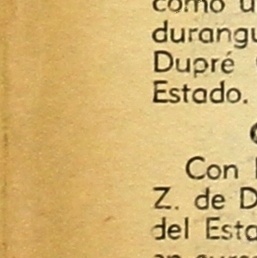 como
durangu
Dupré
Estado.
Con
Z. de D
del Esta